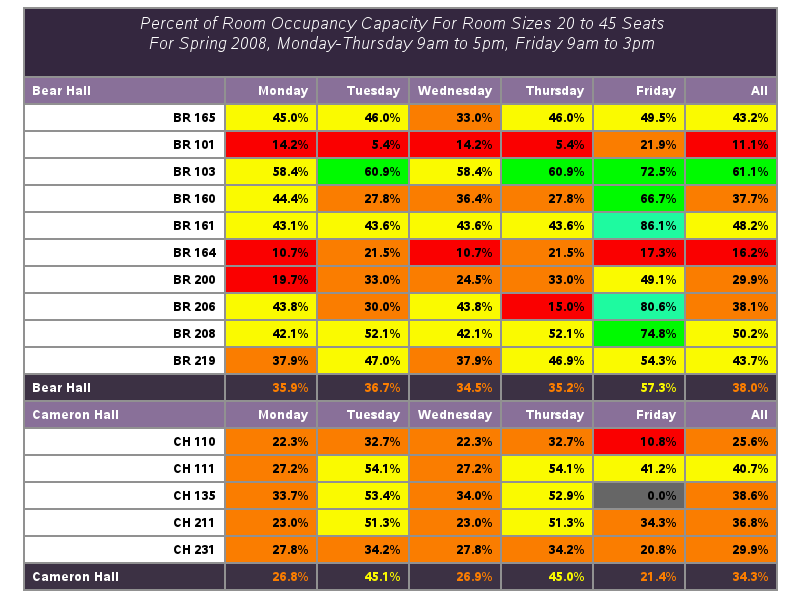 Percent of Room Occupancy Capacity For Room Sizes 20 to 45 Seats
For Spring 2008, Monday-Thursday 9am to 5pm, Friday 9am to 3pm
Bear Hall Monday Tuesday Wednesday Thursday Friday All
BR 165 45.0% 46.0% 33.0% 46.0% 49.5% 43.2%
BR 101 14.2% 5.4% 14.2% 5.4% 21.9% 11.1%
BR 103 58.4% 60.9% 58.4% 60.9% 72.5% 61.1%
BR 160 44.4% 27.8% 36.4% 27.8% 66.7% 37.7%
BR 161 43.1% 43.6% 43.6% 43.6% 86.1% 48.2%
BR 164 10.7% 21.5% 10.7% 21.5% 17.3% 16.2%
BR 200 19.7% 33.0% 24.5% 33.0% 49.1% 29.9%
BR 206 43.8% 30.0% 43.8% 15.0% 80.6% 38.1%
BR 208 42.1% 52.1% 42.1% 52.1% 74.8% 50.2%
BR 219 37.9% 47.0% 37.9% 46.9% 54.3% 43.7%
Bear Hall 35.9% 36.7% 34.5% 35.2% 57.3% 38.0%
Cameron Hall Monday Tuesday Wednesday Thursday Friday All
CH 110 22.3% 32.7% 22.3% 32.7% 10.8% 25.6%
CH 111 27.2% 54.1% 27.2% 54.1% 41.2% 40.7%
CH 135 33.7% 53.4% 34.0% 52.9% 0.0% 38.6%
CH 211 23.0% 51.3% 23.0% 51.3% 34.3% 36.8%
CH 231 27.8% 34.2% 27.8% 34.2% 20.8% 29.9%
Cameron Hall 26.8% 45.1% 26.9% 45.0% 21.4% 34.3%